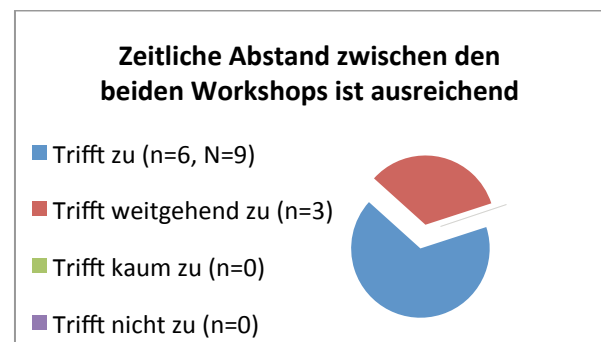 Zeitliche Abstand zwischen den
beiden Workshops ist ausreichend
Trifft zu (n=6, N=9)
Trifft weitgehend zu (n=3)
Trifft kaum zu (n=0)
Trifft nicht zu (n=0)